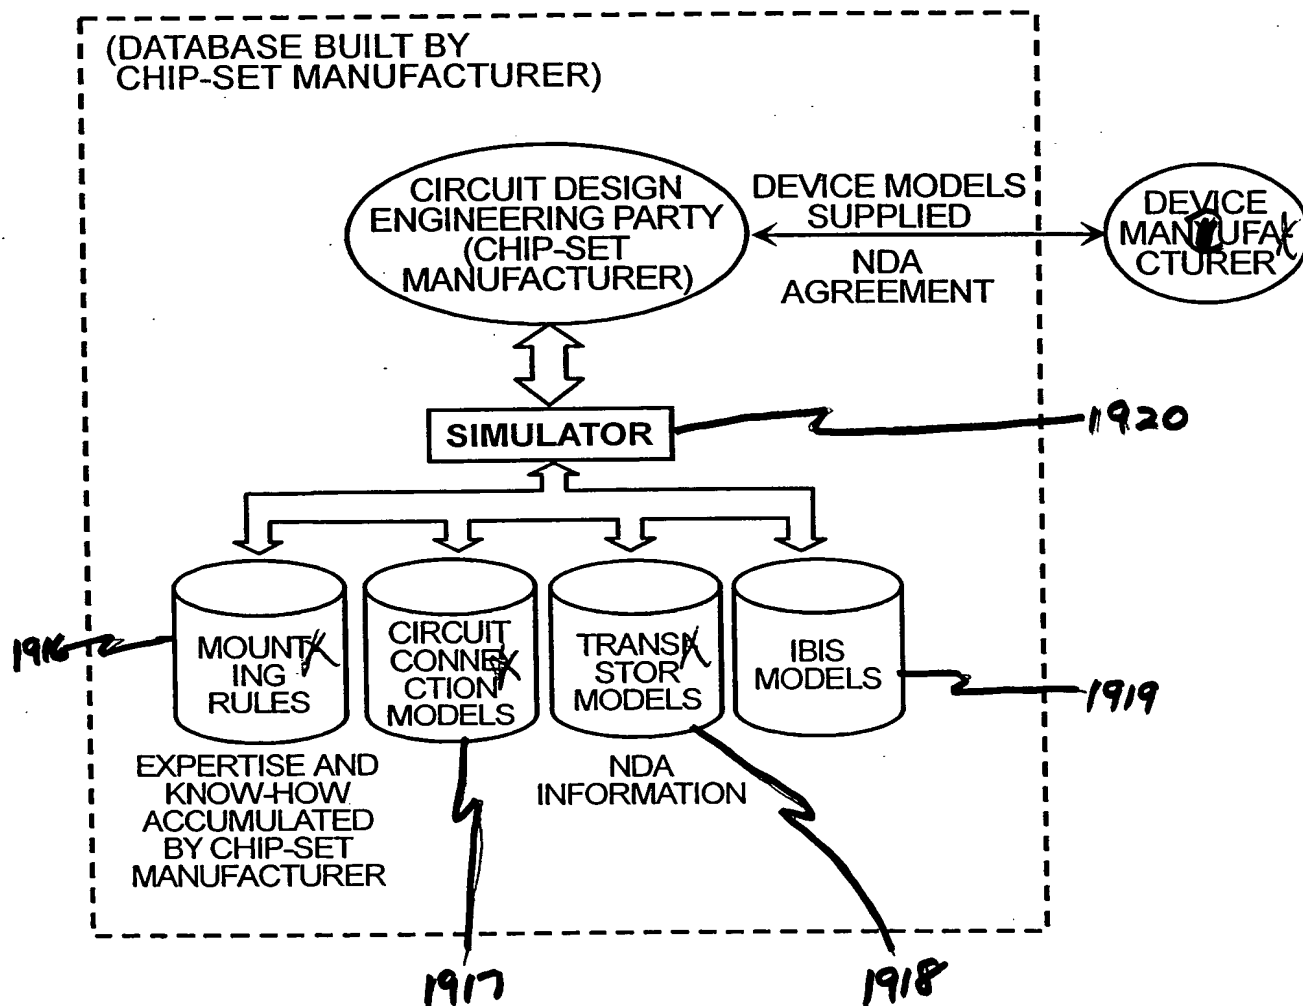 (DATABASE BUILT BY
CHIP-SET MANUFACTURER)
CIRCUIT DESIGN
ENGINEERING PARTY
(CHIP-SET
MANUFACTURER)
DEVICE MODELS
SUPPLIED
NDA
AGREEMENT
DEVICE
MANUFA
CTURER
SIMULATOR
1920
1916
MOUNT
ING
RULES
CIRCUIT
CONNE
CTION
MODELS
TRANSI
STOR
MODELS
IBIS
MODELS
1919
EXPERTISE AND
KNOW-HOW
ACCUMULATED
BY CHIP-SET
MANUFACTURER
NDA
INFORMATION
1917
1918